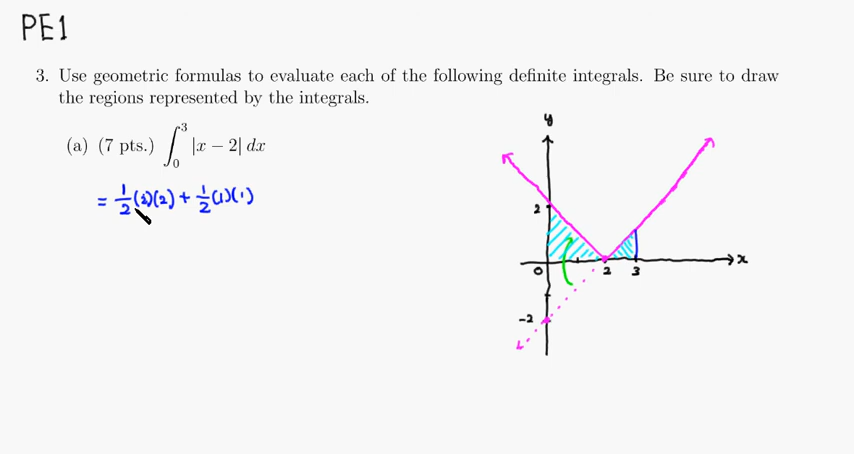 PE1
3. Use geometric formulas to evaluate each of the following definite integrals. Be sure to draw
the regions represented by the integrals.
(a) (7 pts.) ∫₀³ |x − 2| dx
= 1/2 (2)(2) + 1/2 (1)(1)
y
2
0 2 3 x
-2